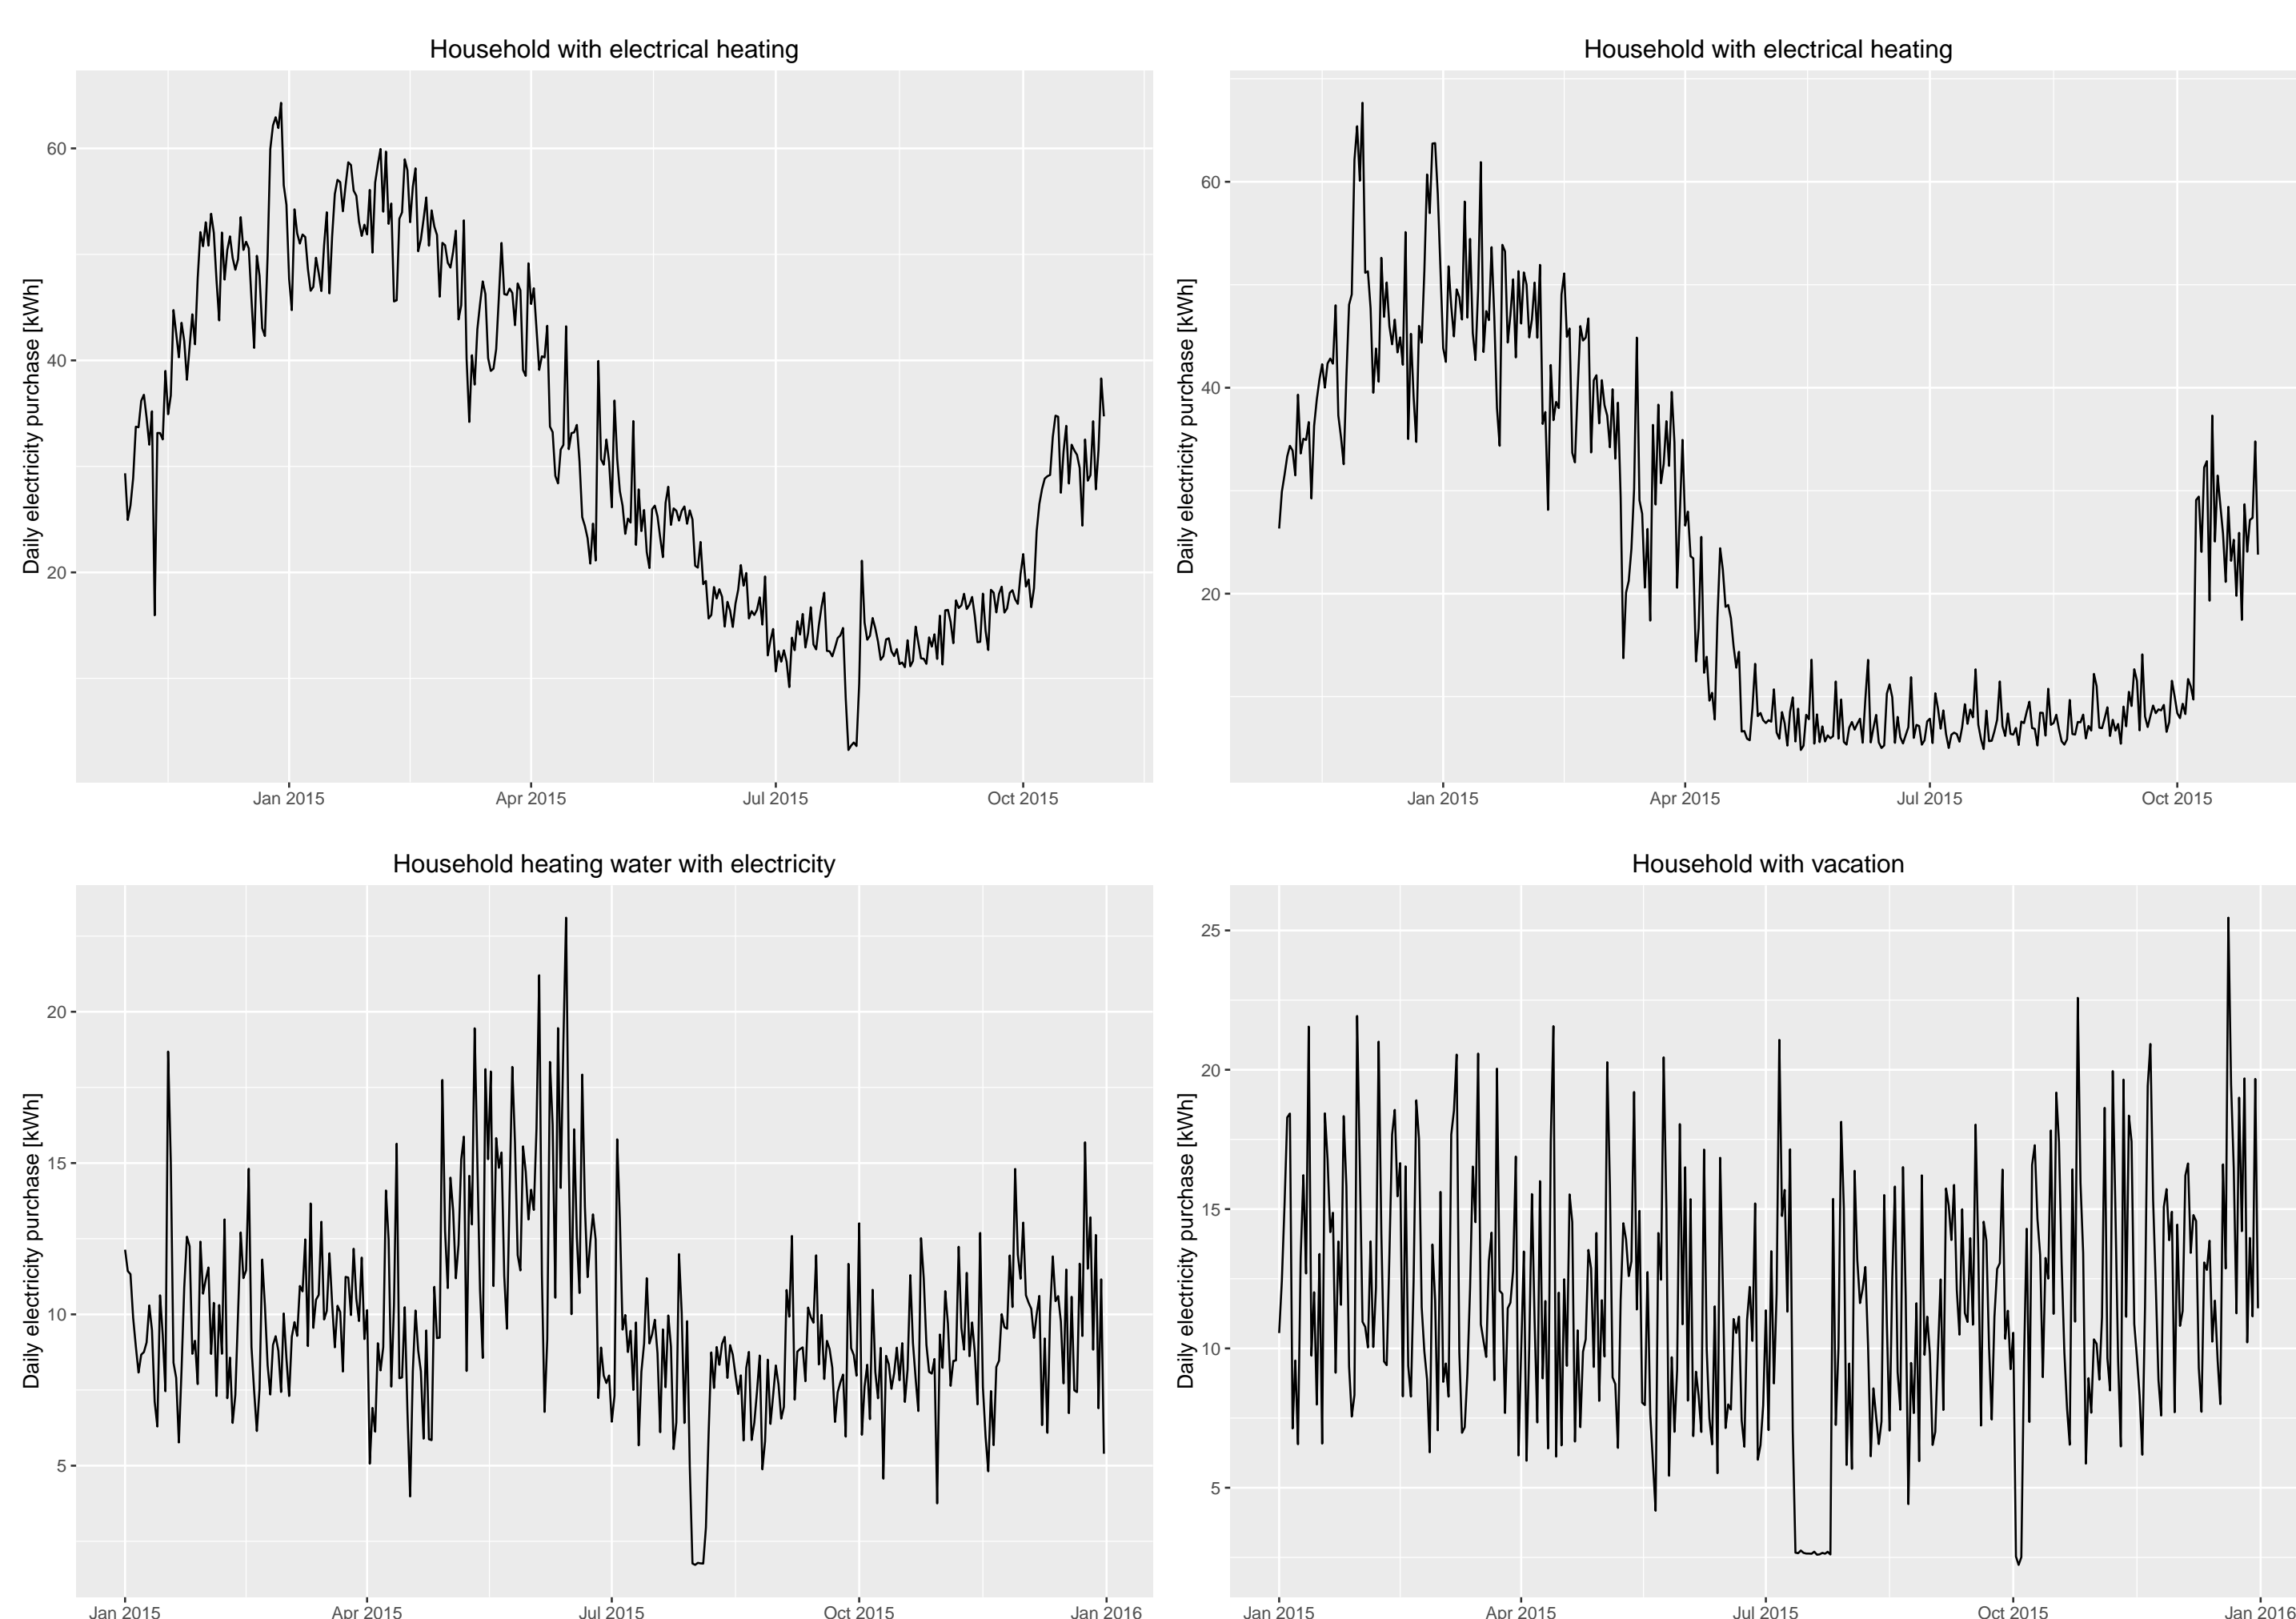 Household with electrical heating
Daily electricity purchase [kWh]
60
40
20
Jan 2015 Apr 2015 Jul 2015 Oct 2015
Household with electrical heating
Daily electricity purchase [kWh]
60
40
20
Jan 2015 Apr 2015 Jul 2015 Oct 2015
Household heating water with electricity
Daily electricity purchase [kWh]
20
15
10
5
Jan 2015 Apr 2015 Jul 2015 Oct 2015 Jan 2016
Household with vacation
Daily electricity purchase [kWh]
25
20
15
10
5
Jan 2015 Apr 2015 Jul 2015 Oct 2015 Jan 2016